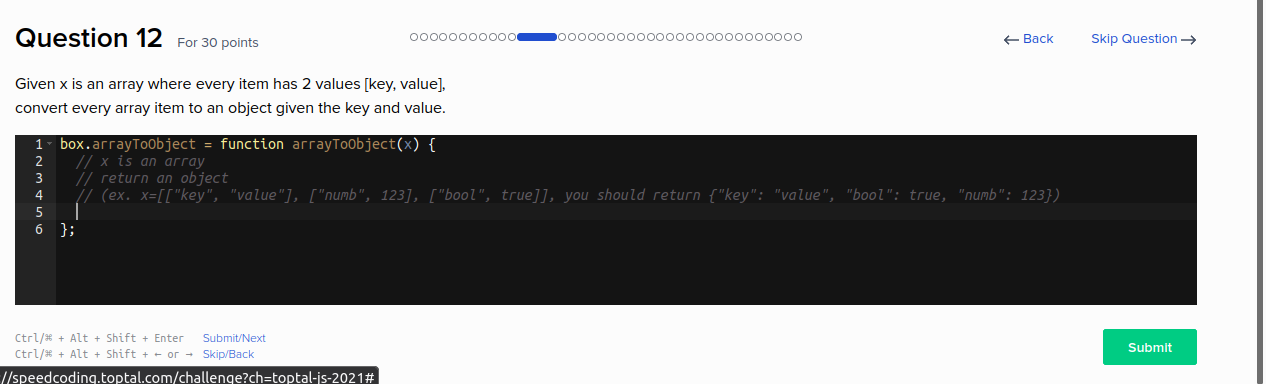 Question 12 For 30 points
← Back Skip Question →
Given x is an array where every item has 2 values [key, value],
convert every array item to an object given the key and value.
1 box.arrayToObject = function arrayToObject(x) {
2 // x is an array
3 // return an object
4 // (ex. x=[["key", "value"], ["numb", 123], ["bool", true]], you should return {"key": "value", "bool": true, "numb": 123})
5
6 };
Ctrl/⌘ + Alt + Shift + Enter Submit/Next
Ctrl/⌘ + Alt + Shift + ← or → Skip/Back
Submit
//speedcoding.toptal.com/challenge?ch=toptal-js-2021#